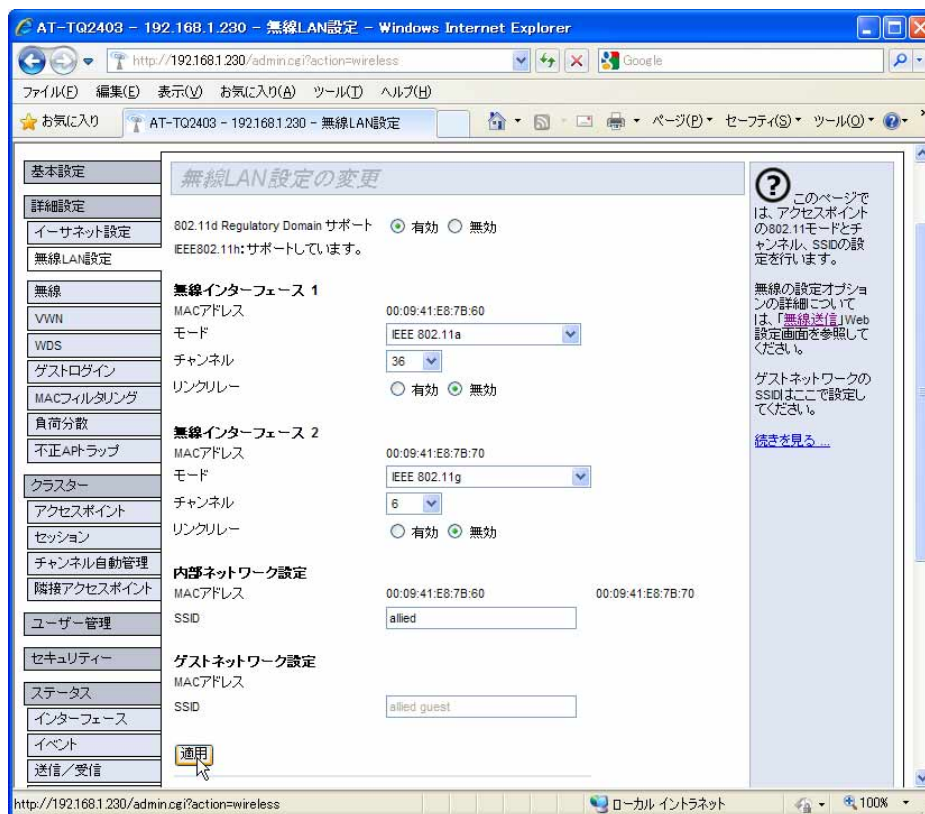 AT-TQ2403 - 192.168.1.230 - 無線LAN設定 - Windows Internet Explorer
http://192.168.1.230/admin.cgi?action=wireless
Google
ファイル(F) 編集(E) 表示(V) お気に入り(A) ツール(T) ヘルプ(H)
お気に入り AT-TQ2403 - 192.168.1.230 - 無線LAN設定 ページ(P) セーフティ(S) ツール(O)
基本設定
詳細設定
イーサネット設定
無線LAN設定
無線
VWN
WDS
ゲストログイン
MACフィルタリング
負荷分散
不正APトラップ
クラスター
アクセスポイント
セッション
チャンネル自動管理
隣接アクセスポイント
ユーザー管理
セキュリティー
ステータス
インターフェース
イベント
送信/受信
無線LAN設定の変更
802.11d Regulatory Domain サポート 有効 無効
IEEE802.11h:サポートしています。
無線インターフェース 1
MACアドレス 00:09:41:E8:7B:60
モード IEEE 802.11a
チャンネル 36
リンクリレー 有効 無効
無線インターフェース 2
MACアドレス 00:09:41:E8:7B:70
モード IEEE 802.11g
チャンネル 6
リンクリレー 有効 無効
内部ネットワーク設定
MACアドレス 00:09:41:E8:7B:60 00:09:41:E8:7B:70
SSID allied
ゲストネットワーク設定
MACアドレス
SSID allied guest
適用
?
このページで
は、アクセスポイント
の802.11モードとチ
ャンネル、SSIDの設
定を行います。
無線の設定オプショ
ンの詳細について
は、「無線送信」Web
設定画面を参照して
ください。
ゲストネットワークの
SSIDはここで設定し
てください。
続きを見る ...
http://192.168.1.230/admin.cgi?action=wireless ローカル イントラネット 100%